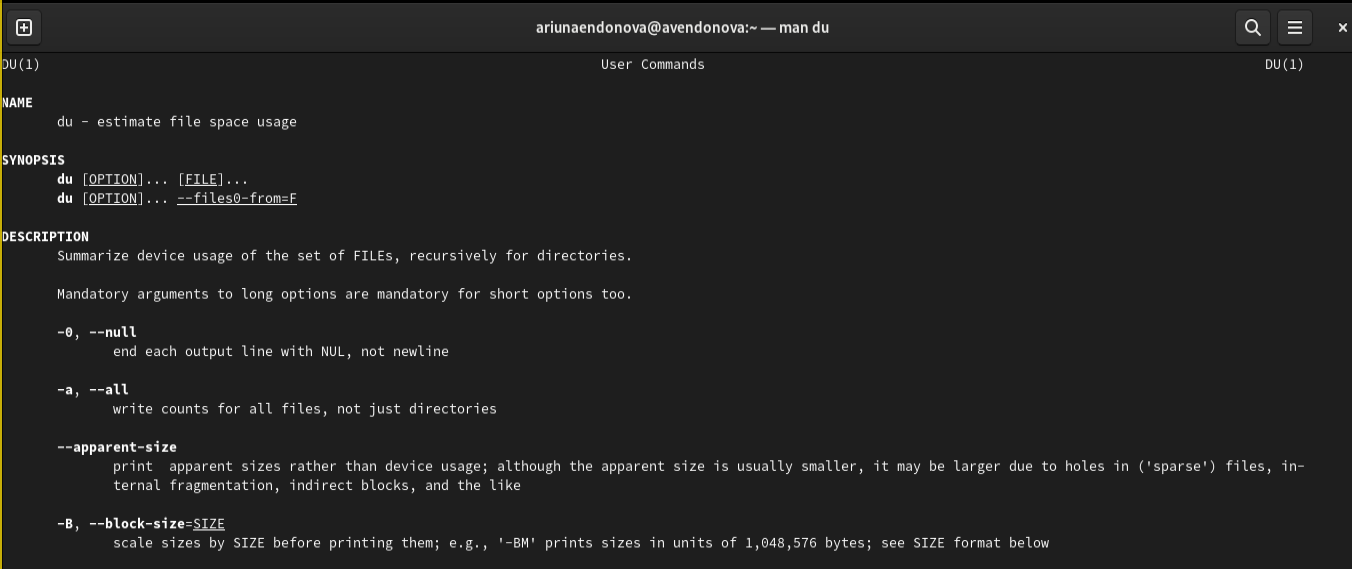 ariunaendonova@avendonova:~ — man du
DU(1) User Commands DU(1)
NAME
du - estimate file space usage
SYNOPSIS
du [OPTION]... [FILE]...
du [OPTION]... --files0-from=F
DESCRIPTION
Summarize device usage of the set of FILEs, recursively for directories.
Mandatory arguments to long options are mandatory for short options too.
-0, --null
end each output line with NUL, not newline
-a, --all
write counts for all files, not just directories
--apparent-size
print  apparent sizes rather than device usage; although the apparent size is usually smaller, it may be larger due to holes in ('sparse') files, in-
ternal fragmentation, indirect blocks, and the like
-B, --block-size=SIZE
scale sizes by SIZE before printing them; e.g., '-BM' prints sizes in units of 1,048,576 bytes; see SIZE format below